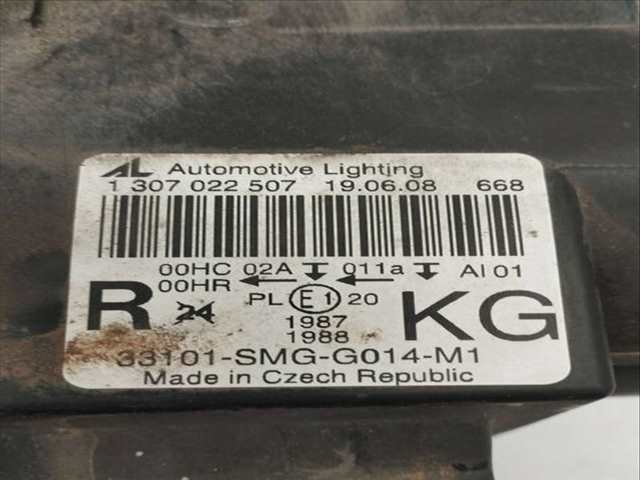 AL Automotive Lighting
1 307 022 507 19.06.08 668
00HC 02A 011a AI 01
00HR
R 24 PL E1 20 KG
1987
1988
33101-SMG-G014-M1
Made in Czech Republic